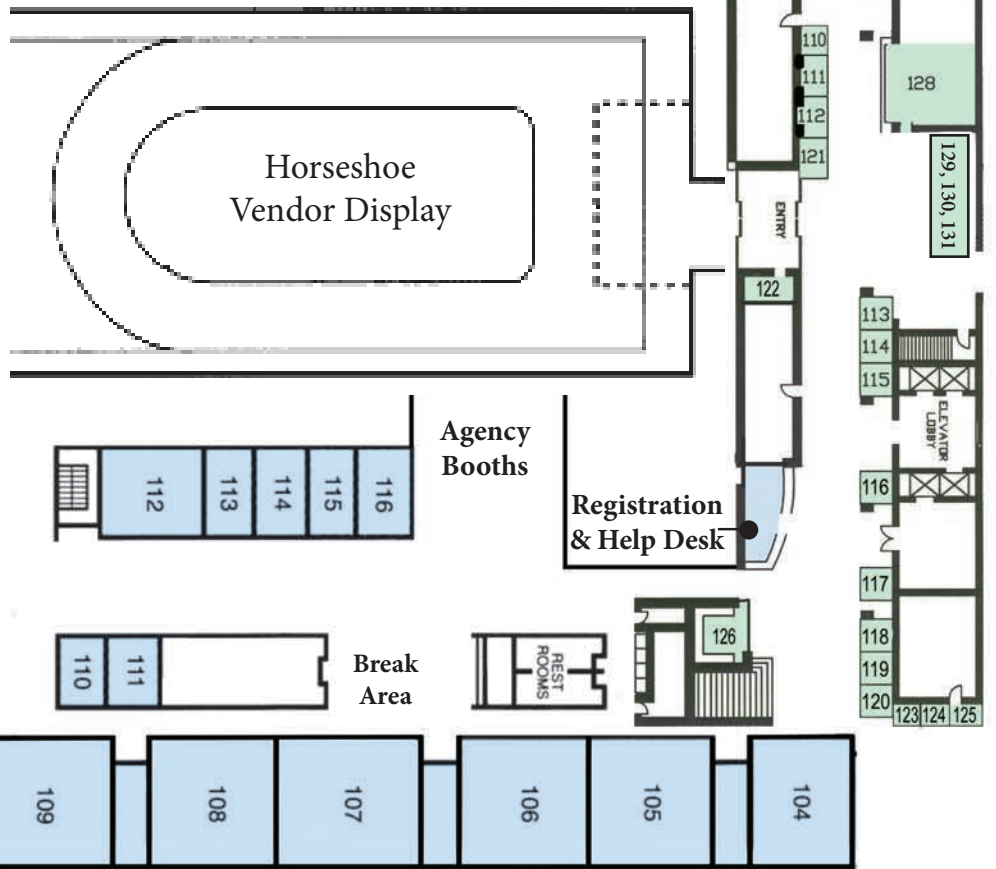 110
111
112
121
128
129, 130, 131
Horseshoe
Vendor Display
ENTRY
122
113
114
115
ELEVATOR
LOBBY
Agency
Booths
112
113
114
115
116
116
Registration
& Help Desk
117
126
118
119
120
123
124
125
110
111
Break
Area
REST
ROOMS
109
108
107
106
105
104